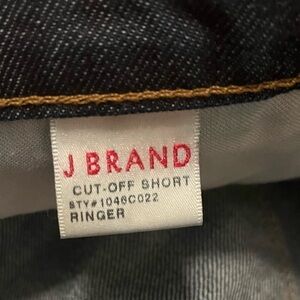 J BRAND
CUT-OFF SHORT
STY#1046C022
RINGER